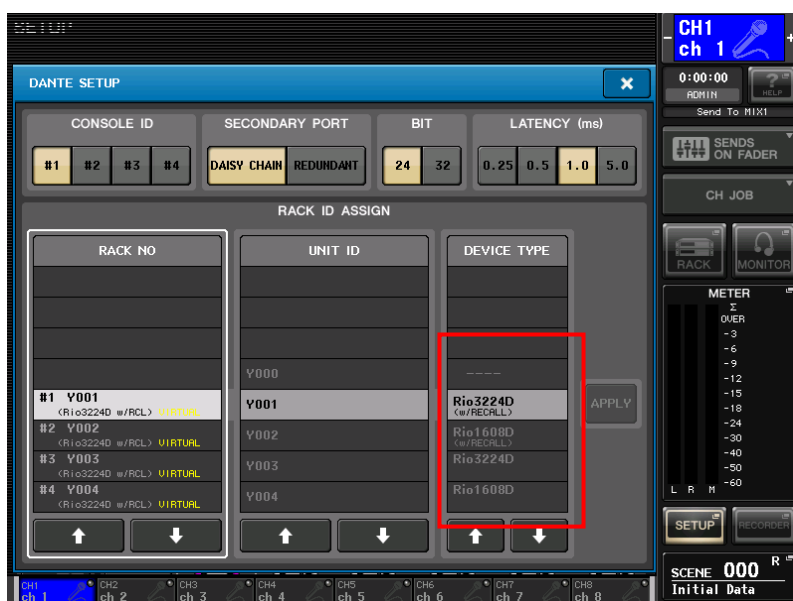 SETUP
CH1
- +
ch 1
DANTE SETUP
0:00:00
ADMIN
?
HELP
Send To MIX1
CONSOLE ID
SECONDARY PORT
BIT
LATENCY (ms)
SENDS
ON FADER
#1 #2 #3 #4
DAISY CHAIN REDUNDANT
24 32
0.25 0.5 1.0 5.0
CH JOB
RACK ID ASSIGN
RACK NO
UNIT ID
DEVICE TYPE
RACK
MONITOR
METER
Σ
OVER
-3
-6
-9
-12
-15
-18
-24
-30
-40
-50
-60
L R M
#1 Y001
(Rio3224D w/RCL) VIRTUAL
#2 Y002
(Rio3224D w/RCL) VIRTUAL
#3 Y003
(Rio3224D w/RCL) VIRTUAL
#4 Y004
(Rio3224D w/RCL) VIRTUAL
Y000
Y001
Y002
Y003
Y004
----
Rio3224D
(w/RECALL)
Rio1608D
(w/RECALL)
Rio3224D
Rio1608D
APPLY
SETUP
RECORDER
SCENE 000 R
Initial Data
CH1
ch 1
CH2
ch 2
CH3
ch 3
CH4
ch 4
CH5
ch 5
CH6
ch 6
CH7
ch 7
CH8
ch 8